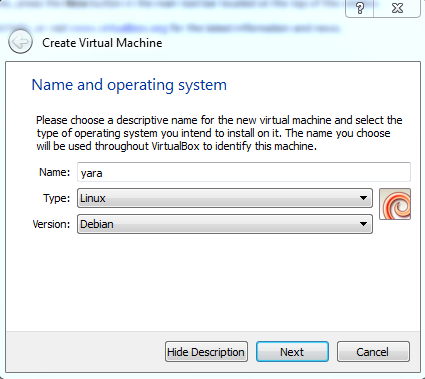 Create Virtual Machine
Name and operating system
Please choose a descriptive name for the new virtual machine and select the
type of operating system you intend to install on it. The name you choose
will be used throughout VirtualBox to identify this machine.
Name: yara
Type: Linux
Version: Debian
Hide Description Next Cancel